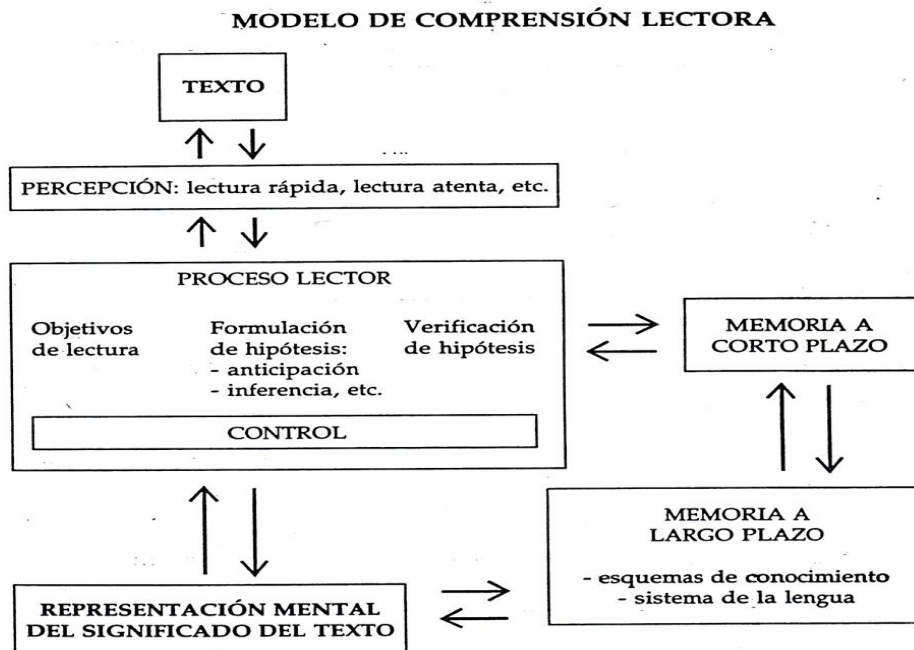 MODELO DE COMPRENSIÓN LECTORA
TEXTO
PERCEPCIÓN: lectura rápida, lectura atenta, etc.
PROCESO LECTOR
Objetivos
de lectura
Formulación
de hipótesis:
- anticipación
- inferencia, etc.
Verificación
de hipótesis
CONTROL
MEMORIA A
CORTO PLAZO
MEMORIA A
LARGO PLAZO
- esquemas de conocimiento
- sistema de la lengua
REPRESENTACIÓN MENTAL
DEL SIGNIFICADO DEL TEXTO